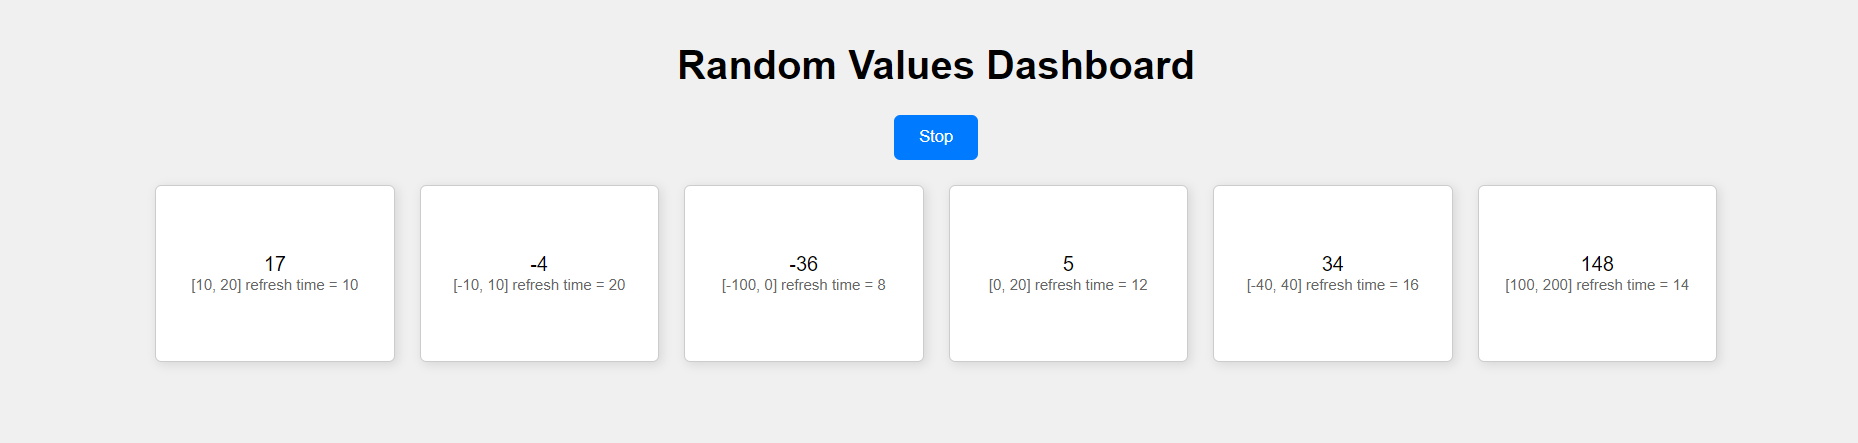 Random Values Dashboard
Stop
17
[10, 20] refresh time = 10
-4
[-10, 10] refresh time = 20
-36
[-100, 0] refresh time = 8
5
[0, 20] refresh time = 12
34
[-40, 40] refresh time = 16
148
[100, 200] refresh time = 14